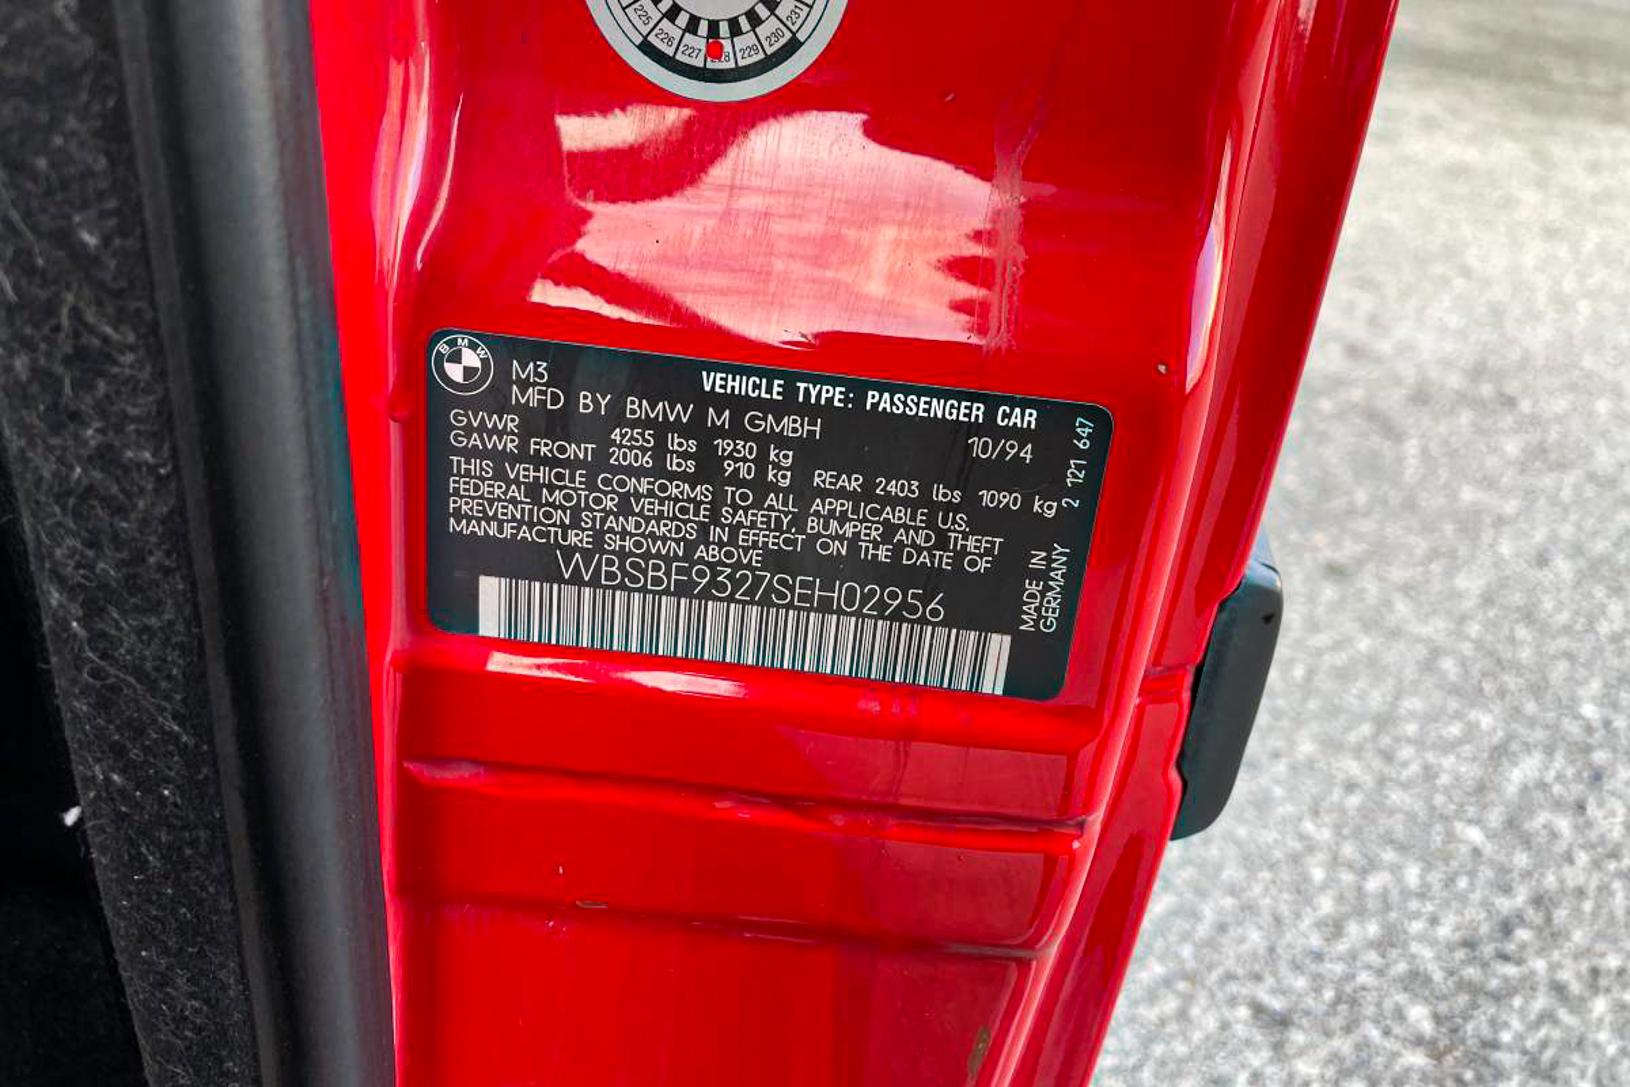 225 226 227 228 229 230 231
BMW
M3
VEHICLE TYPE: PASSENGER CAR
MFD BY BMW M GMBH
10/94
GVWR 4255 lbs 1930 kg
GAWR FRONT 2006 lbs 910 kg REAR 2403 lbs 1090 kg
THIS VEHICLE CONFORMS TO ALL APPLICABLE U.S.
FEDERAL MOTOR VEHICLE SAFETY, BUMPER AND THEFT
PREVENTION STANDARDS IN EFFECT ON THE DATE OF
MANUFACTURE SHOWN ABOVE
WBSBF9327SEH02956
2 121 647
MADE IN
GERMANY